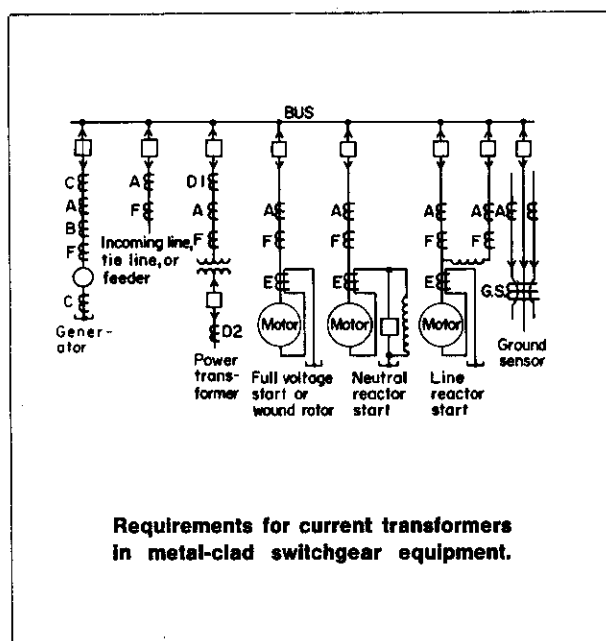 BUS
C A D1
A F A A A A A A
B F F F F F
F Incoming line,
tie line, or
feeder
E E E G.S.
C Motor Motor Motor
Generator
D2
Ground
sensor
Power
trans-
former
Full voltage
start or
wound rotor
Neutral
reactor
start
Line
reactor
start
Requirements for current transformers
in metal-clad switchgear equipment.